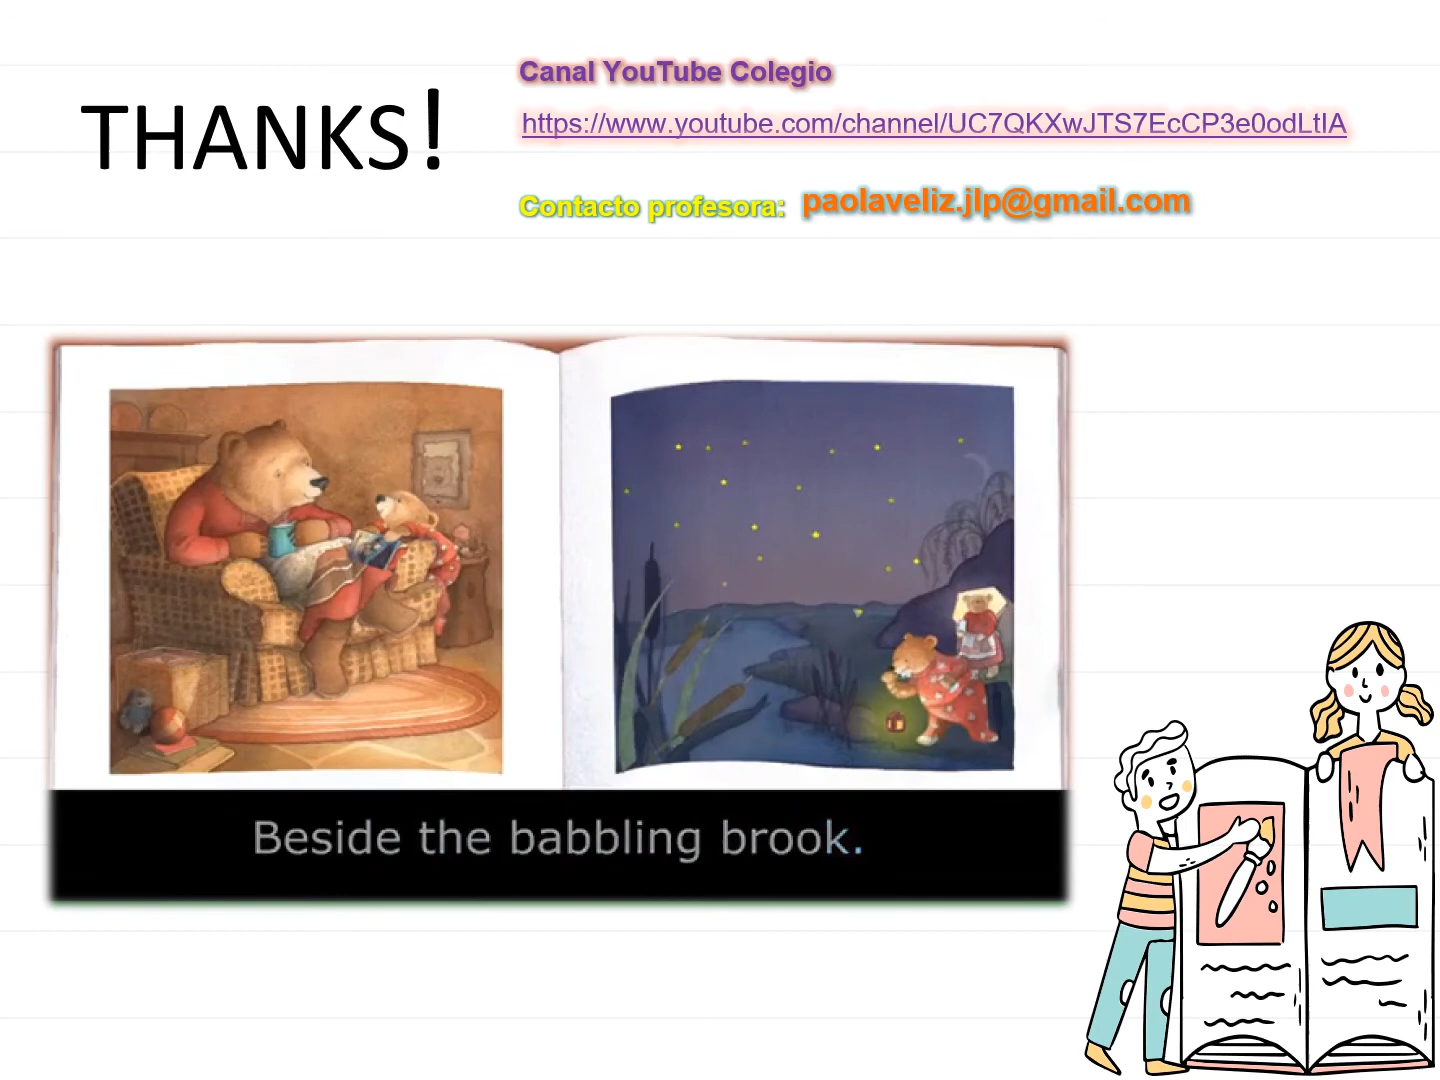 THANKS!
Canal YouTube Colegio
https://www.youtube.com/channel/UC7QKXwJTS7EcCP3e0odLtIA
Contacto profesora: paolaveliz.jlp@gmail.com
Beside the babbling brook.